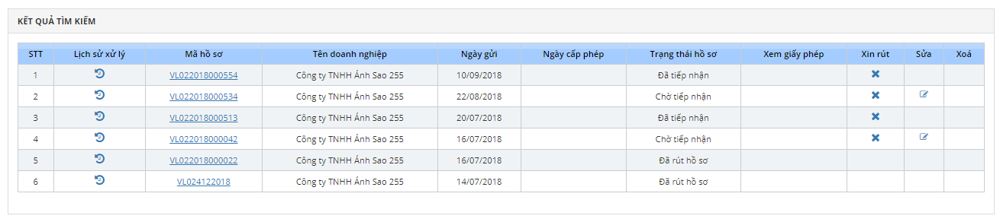 KẾT QUẢ TÌM KIẾM
STT Lịch sử xử lý Mã hồ sơ Tên doanh nghiệp Ngày gửi Ngày cấp phép Trạng thái hồ sơ Xem giấy phép Xin rút Sửa Xoá
1 VL022018000554 Công ty TNHH Ánh Sao 255 10/09/2018 Đã tiếp nhận
2 VL022018000534 Công ty TNHH Ánh Sao 255 22/08/2018 Chờ tiếp nhận
3 VL022018000513 Công ty TNHH Ánh Sao 255 20/07/2018 Đã tiếp nhận
4 VL022018000042 Công ty TNHH Ánh Sao 255 16/07/2018 Chờ tiếp nhận
5 VL022018000022 Công ty TNHH Ánh Sao 255 16/07/2018 Đã rút hồ sơ
6 VL024122018 Công ty TNHH Ánh Sao 255 14/07/2018 Đã rút hồ sơ